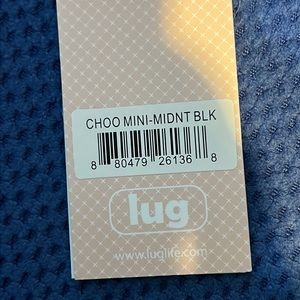 CHOO MINI-MIDNT BLK
8 80479 26136 8
lug
www.luglife.com